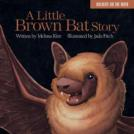 A Little
Brown Bat Story
Written by Melissa Kim Illustrated by Jada Fitch